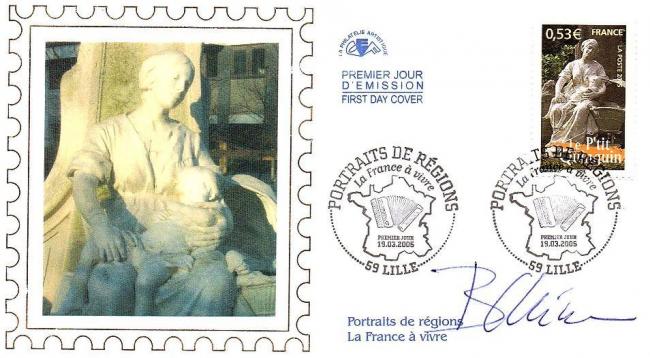 LA PHILATELIE ARTISTIQUE
PREMIER JOUR
D'EMISSION
FIRST DAY COVER
0,53€ FRANCE
LA POSTE 2005
Le P'tit
Quinquin
PORTRAITS DE RÉGIONS
La France à vivre
PREMIER JOUR
19.03.2005
59 LILLE
PORTRAITS DE RÉGIONS
La France à vivre
PREMIER JOUR
19.03.2005
59 LILLE
Portraits de régions
La France à vivre